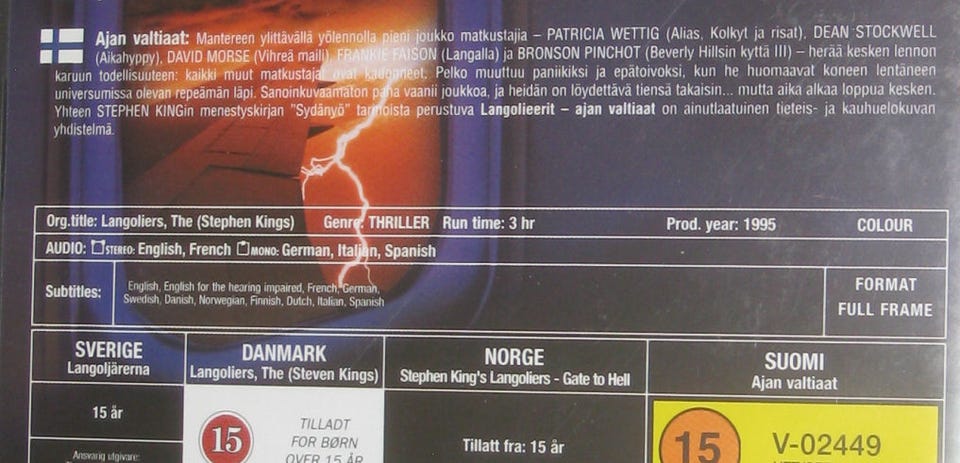 Ajan valtiaat: Mantereen ylittävällä yölennolla pieni joukko matkustajia – PATRICIA WETTIG (Alias, Kolkyt ja risat), DEAN STOCKWELL
(Aikahyppy), DAVID MORSE (Vihreä maili), FRANKIE FAISON (Langalla) ja BRONSON PINCHOT (Beverly Hillsin kyttä III) – herää kesken lennon
karuun todellisuuteen: kaikki muut matkustajat ovat kadonneet. Pelko muuttuu paniikiksi ja epätoivoksi, kun he huomaavat koneen lentäneen
universumissa olevan repeämän läpi. Sanoinkuvaamaton paha vaanii joukkoa, ja heidän on löydettävä tiensä takaisin... mutta aika alkaa loppua kesken.
Yhteen STEPHEN KINGin menestyskirjan "Sydänyö" tarinoista perustuva Langolieerit – ajan valtiaat on ainutlaatuinen tieteis- ja kauhuelokuvan
yhdistelmä.
Org.title: Langoliers, The (Stephen Kings) Genre: THRILLER Run time: 3 hr Prod. year: 1995 COLOUR
AUDIO: STEREO: English, French MONO: German, Italian, Spanish
Subtitles: English, English for the hearing impaired, French, German,
Swedish, Danish, Norwegian, Finnish, Dutch, Italian, Spanish
FORMAT
FULL FRAME
SVERIGE
Langoljärerna
15 år
Ansvarig utgivare:
DANMARK
Langoliers, The (Steven Kings)
15
TILLADT
FOR BØRN
OVER 15 ÅR
NORGE
Stephen King's Langoliers - Gate to Hell
Tillatt fra: 15 år
SUOMI
Ajan valtiaat
15
V-02449